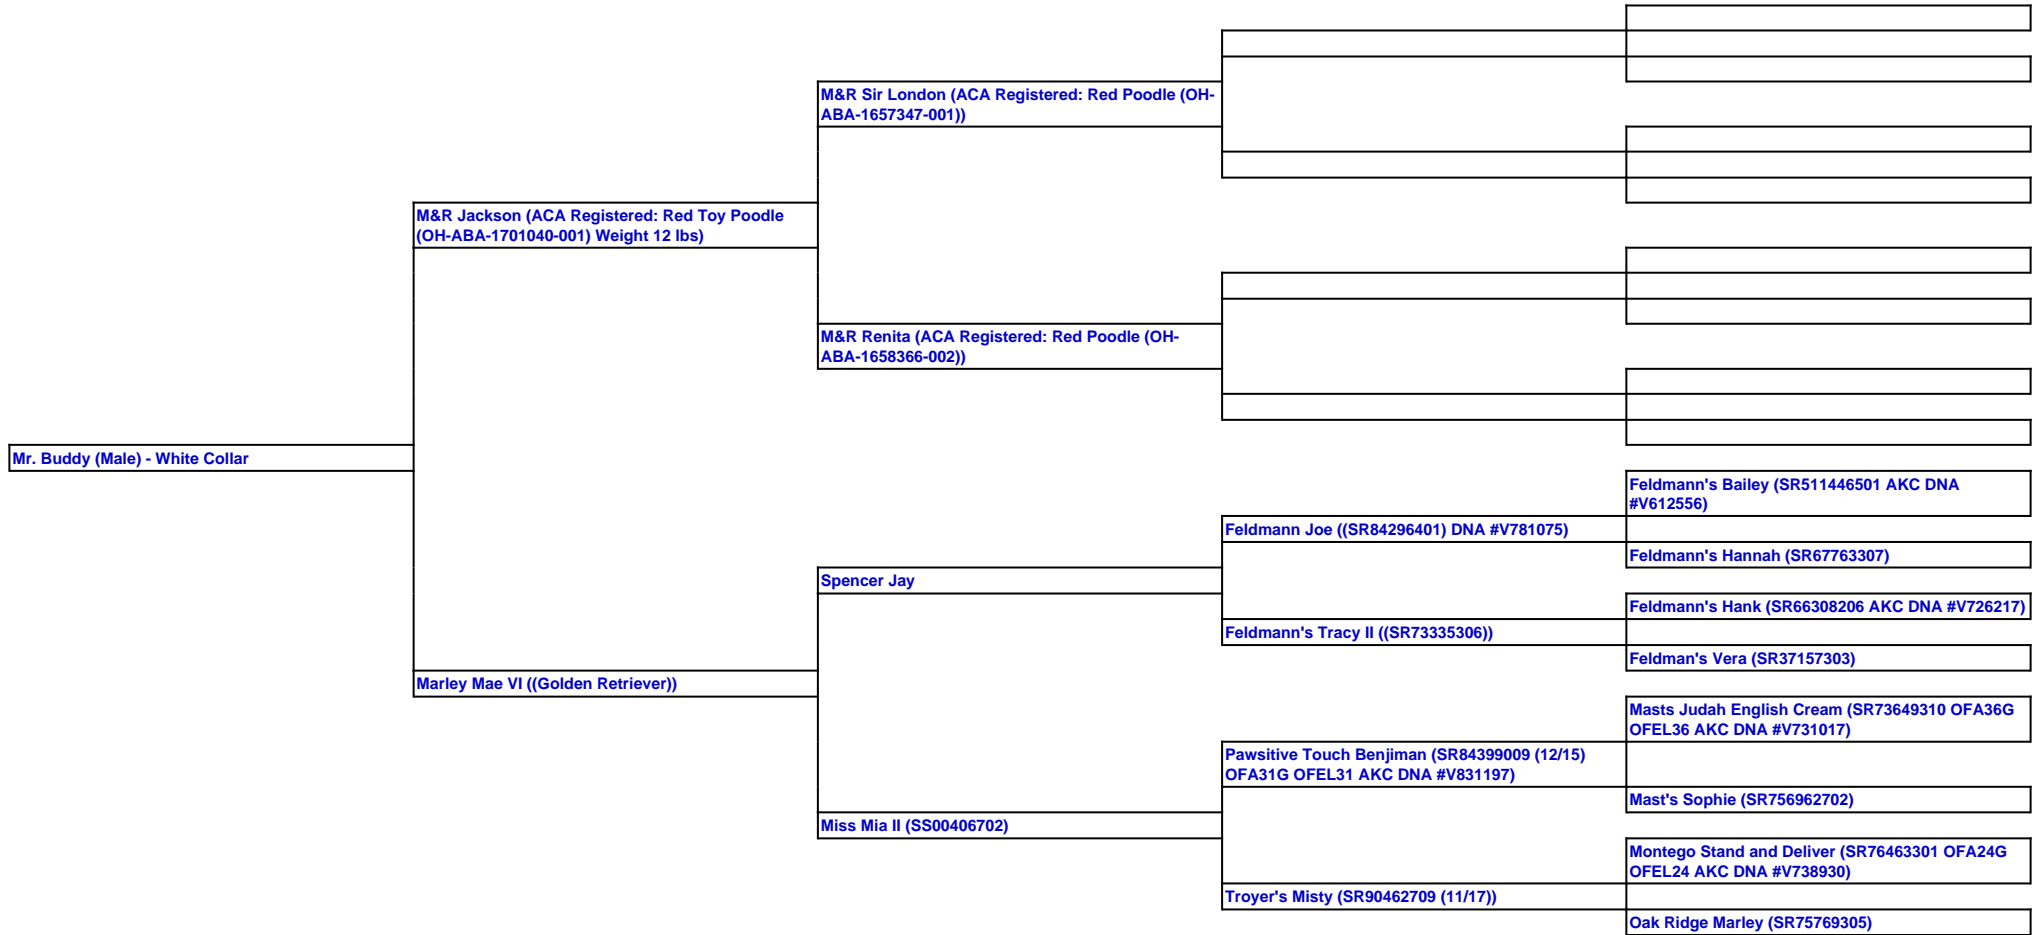 M&R Sir London (ACA Registered: Red Poodle (OH-
ABA-1657347-001))
M&R Jackson (ACA Registered: Red Toy Poodle
(OH-ABA-1701040-001) Weight 12 lbs)
M&R Renita (ACA Registered: Red Poodle (OH-
ABA-1658366-002))
Mr. Buddy (Male) - White Collar
Feldmann's Bailey (SR511446501 AKC DNA
#V612556)
Feldmann Joe ((SR84296401) DNA #V781075)
Feldmann's Hannah (SR67763307)
Spencer Jay
Feldmann's Hank (SR66308206 AKC DNA #V726217)
Feldmann's Tracy II ((SR73335306))
Feldman's Vera (SR37157303)
Marley Mae VI ((Golden Retriever))
Masts Judah English Cream (SR73649310 OFA36G
OFEL36 AKC DNA #V731017)
Pawsitive Touch Benjiman (SR84399009 (12/15)
OFA31G OFEL31 AKC DNA #V831197)
Mast's Sophie (SR756962702)
Miss Mia II (SS00406702)
Montego Stand and Deliver (SR76463301 OFA24G
OFEL24 AKC DNA #V738930)
Troyer's Misty (SR90462709 (11/17))
Oak Ridge Marley (SR75769305)